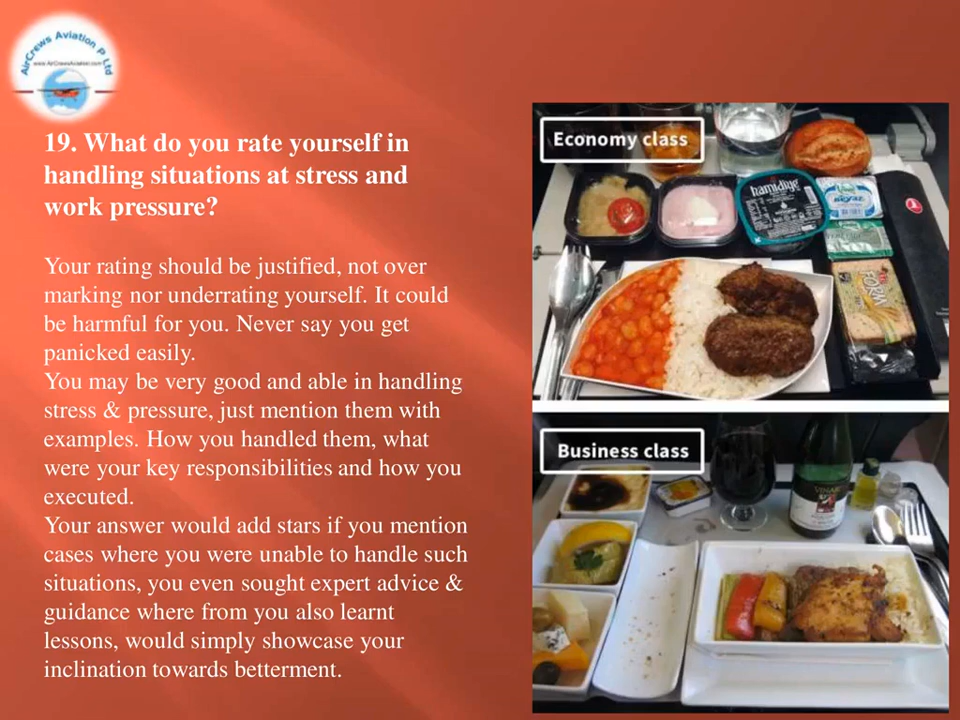 AirCrews Aviation P Ltd
www.AirCrewsAviation.com
19. What do you rate yourself in
handling situations at stress and
work pressure?
Your rating should be justified, not over
marking nor underrating yourself. It could
be harmful for you. Never say you get
panicked easily.
You may be very good and able in handling
stress & pressure, just mention them with
examples. How you handled them, what
were your key responsibilities and how you
executed.
Your answer would add stars if you mention
cases where you were unable to handle such
situations, you even sought expert advice &
guidance where from you also learnt
lessons, would simply showcase your
inclination towards betterment.
Economy class
hamidiye
FORM
Business class